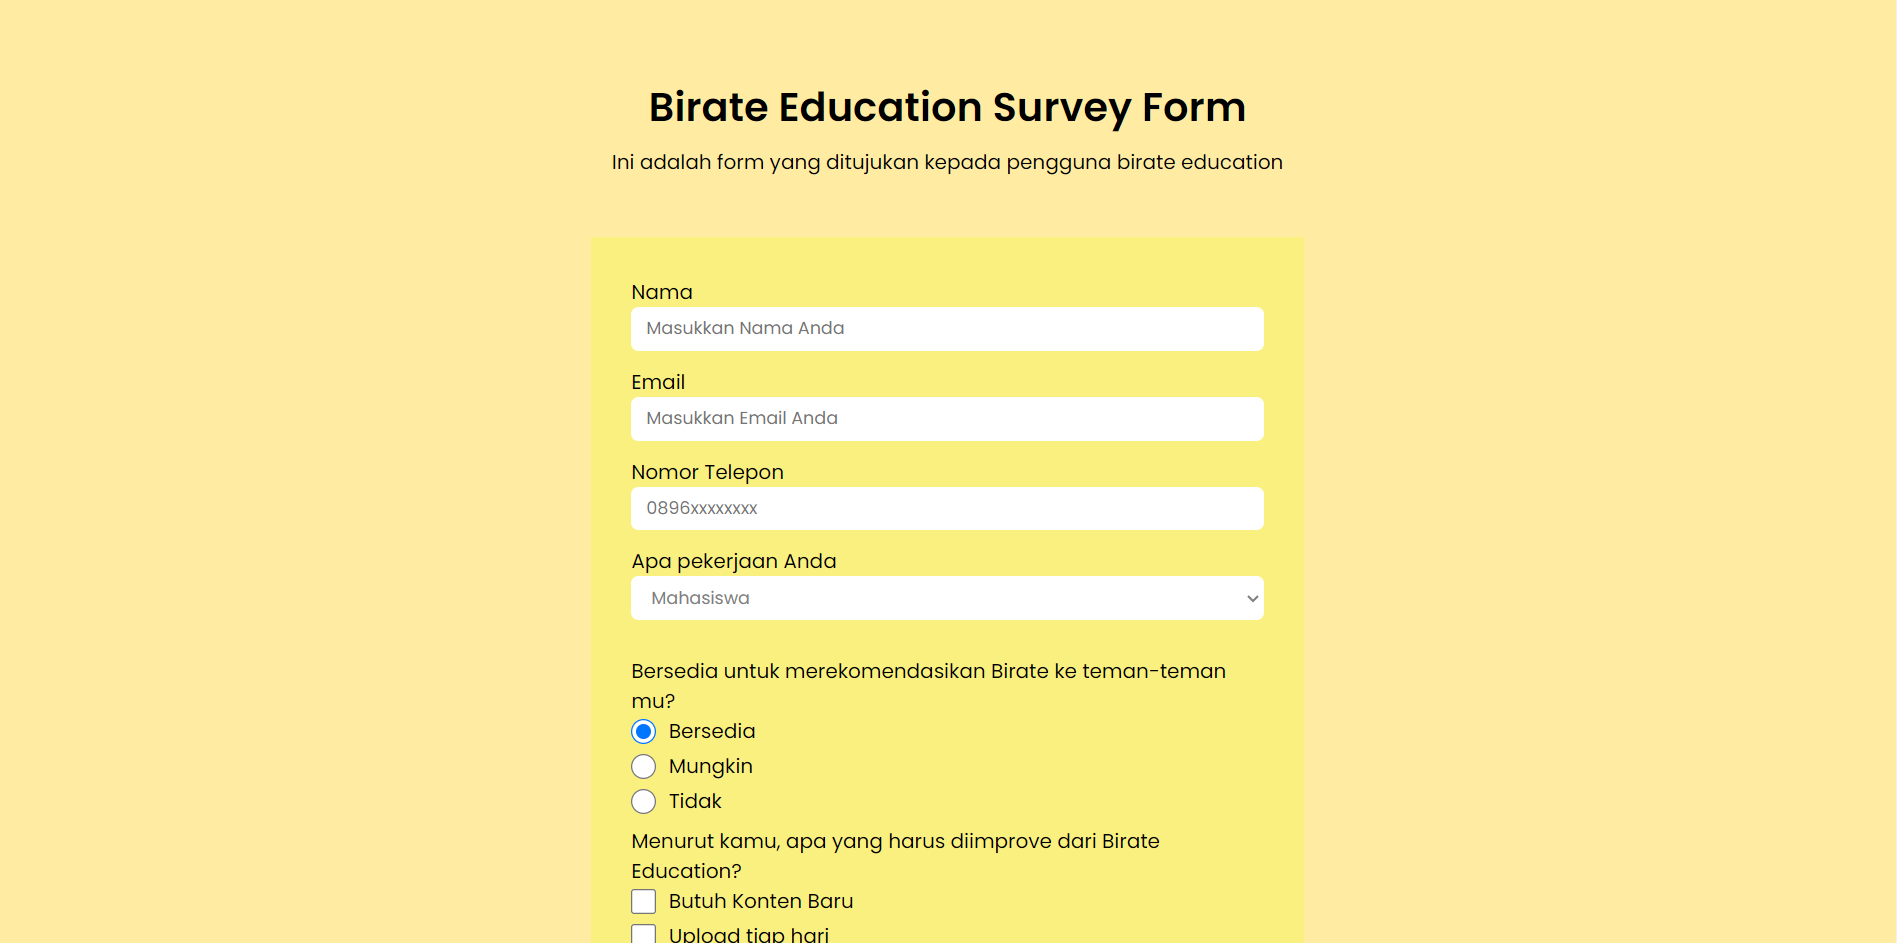 Birate Education Survey Form
Ini adalah form yang ditujukan kepada pengguna birate education
Nama
Masukkan Nama Anda
Email
Masukkan Email Anda
Nomor Telepon
0896xxxxxxxx
Apa pekerjaan Anda
Mahasiswa
Bersedia untuk merekomendasikan Birate ke teman-teman
mu?
Bersedia
Mungkin
Tidak
Menurut kamu, apa yang harus diimprove dari Birate
Education?
Butuh Konten Baru
Upload tiap hari